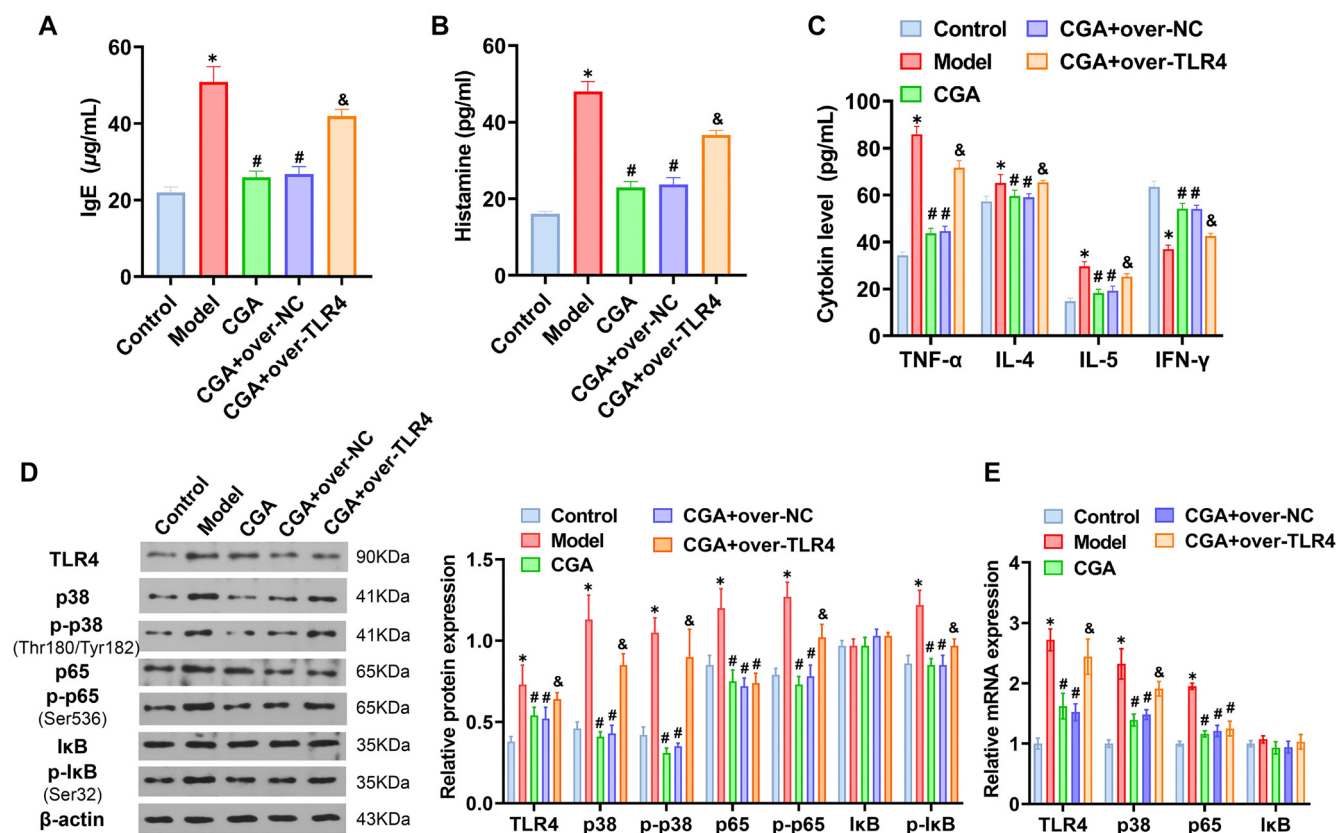 A
IgE (µg/mL)
60
40
20
0
*
#
#
&
Control
Model
CGA
CGA+over-NC
CGA+over-TLR4
B
Histamine (pg/ml)
60
40
20
0
*
#
#
&
Control
Model
CGA
CGA+over-NC
CGA+over-TLR4
C
Control
Model
CGA
CGA+over-NC
CGA+over-TLR4
Cytokin level (pg/mL)
100
80
60
40
20
0
* # # &
* # # &
* # # &
* # # &
TNF-α IL-4 IL-5 IFN-γ
D
Control
Model
CGA
CGA+over-NC
CGA+over-TLR4
TLR4 90KDa
p38 41KDa
p-p38 41KDa
(Thr180/Tyr182)
p65 65KDa
p-p65 65KDa
(Ser536)
IκB 35KDa
p-IκB 35KDa
(Ser32)
β-actin 43KDa
Control
Model
CGA
CGA+over-NC
CGA+over-TLR4
Relative protein expression
1.5
1.0
0.5
0.0
* # # &
* # # &
* # # &
* # # #
* # # &
* # # &
TLR4 p38 p-p38 p65 p-p65 IκB p-IκB
E
Control
Model
CGA
CGA+over-NC
CGA+over-TLR4
Relative mRNA expression
4
3
2
1
0
* # # &
* # # &
* # # #
TLR4 p38 p65 IκB